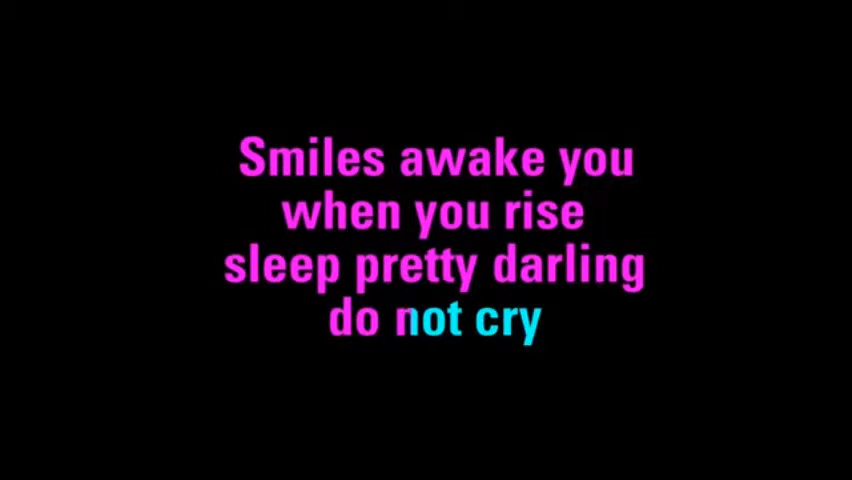 Smiles awake you
when you rise
sleep pretty darling
do not cry